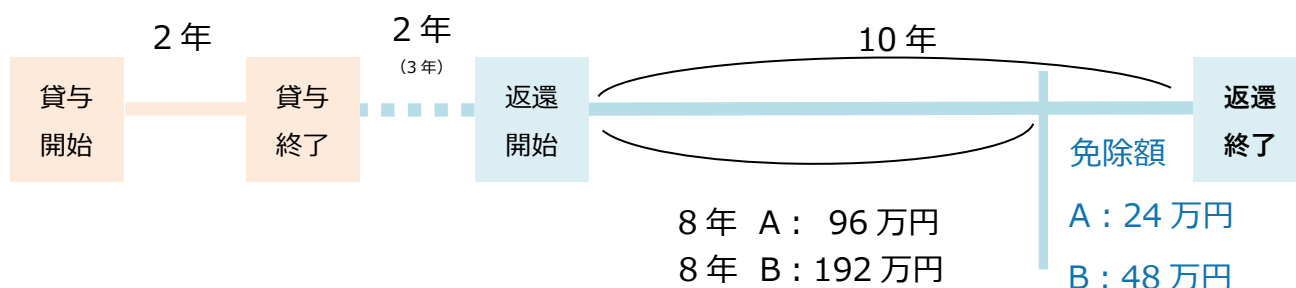 2年
2年
（3年）
10年
貸与
開始
貸与
終了
返還
開始
返還
終了
免除額
A：24万円
B：48万円
8年 A： 96万円
8年 B：192万円